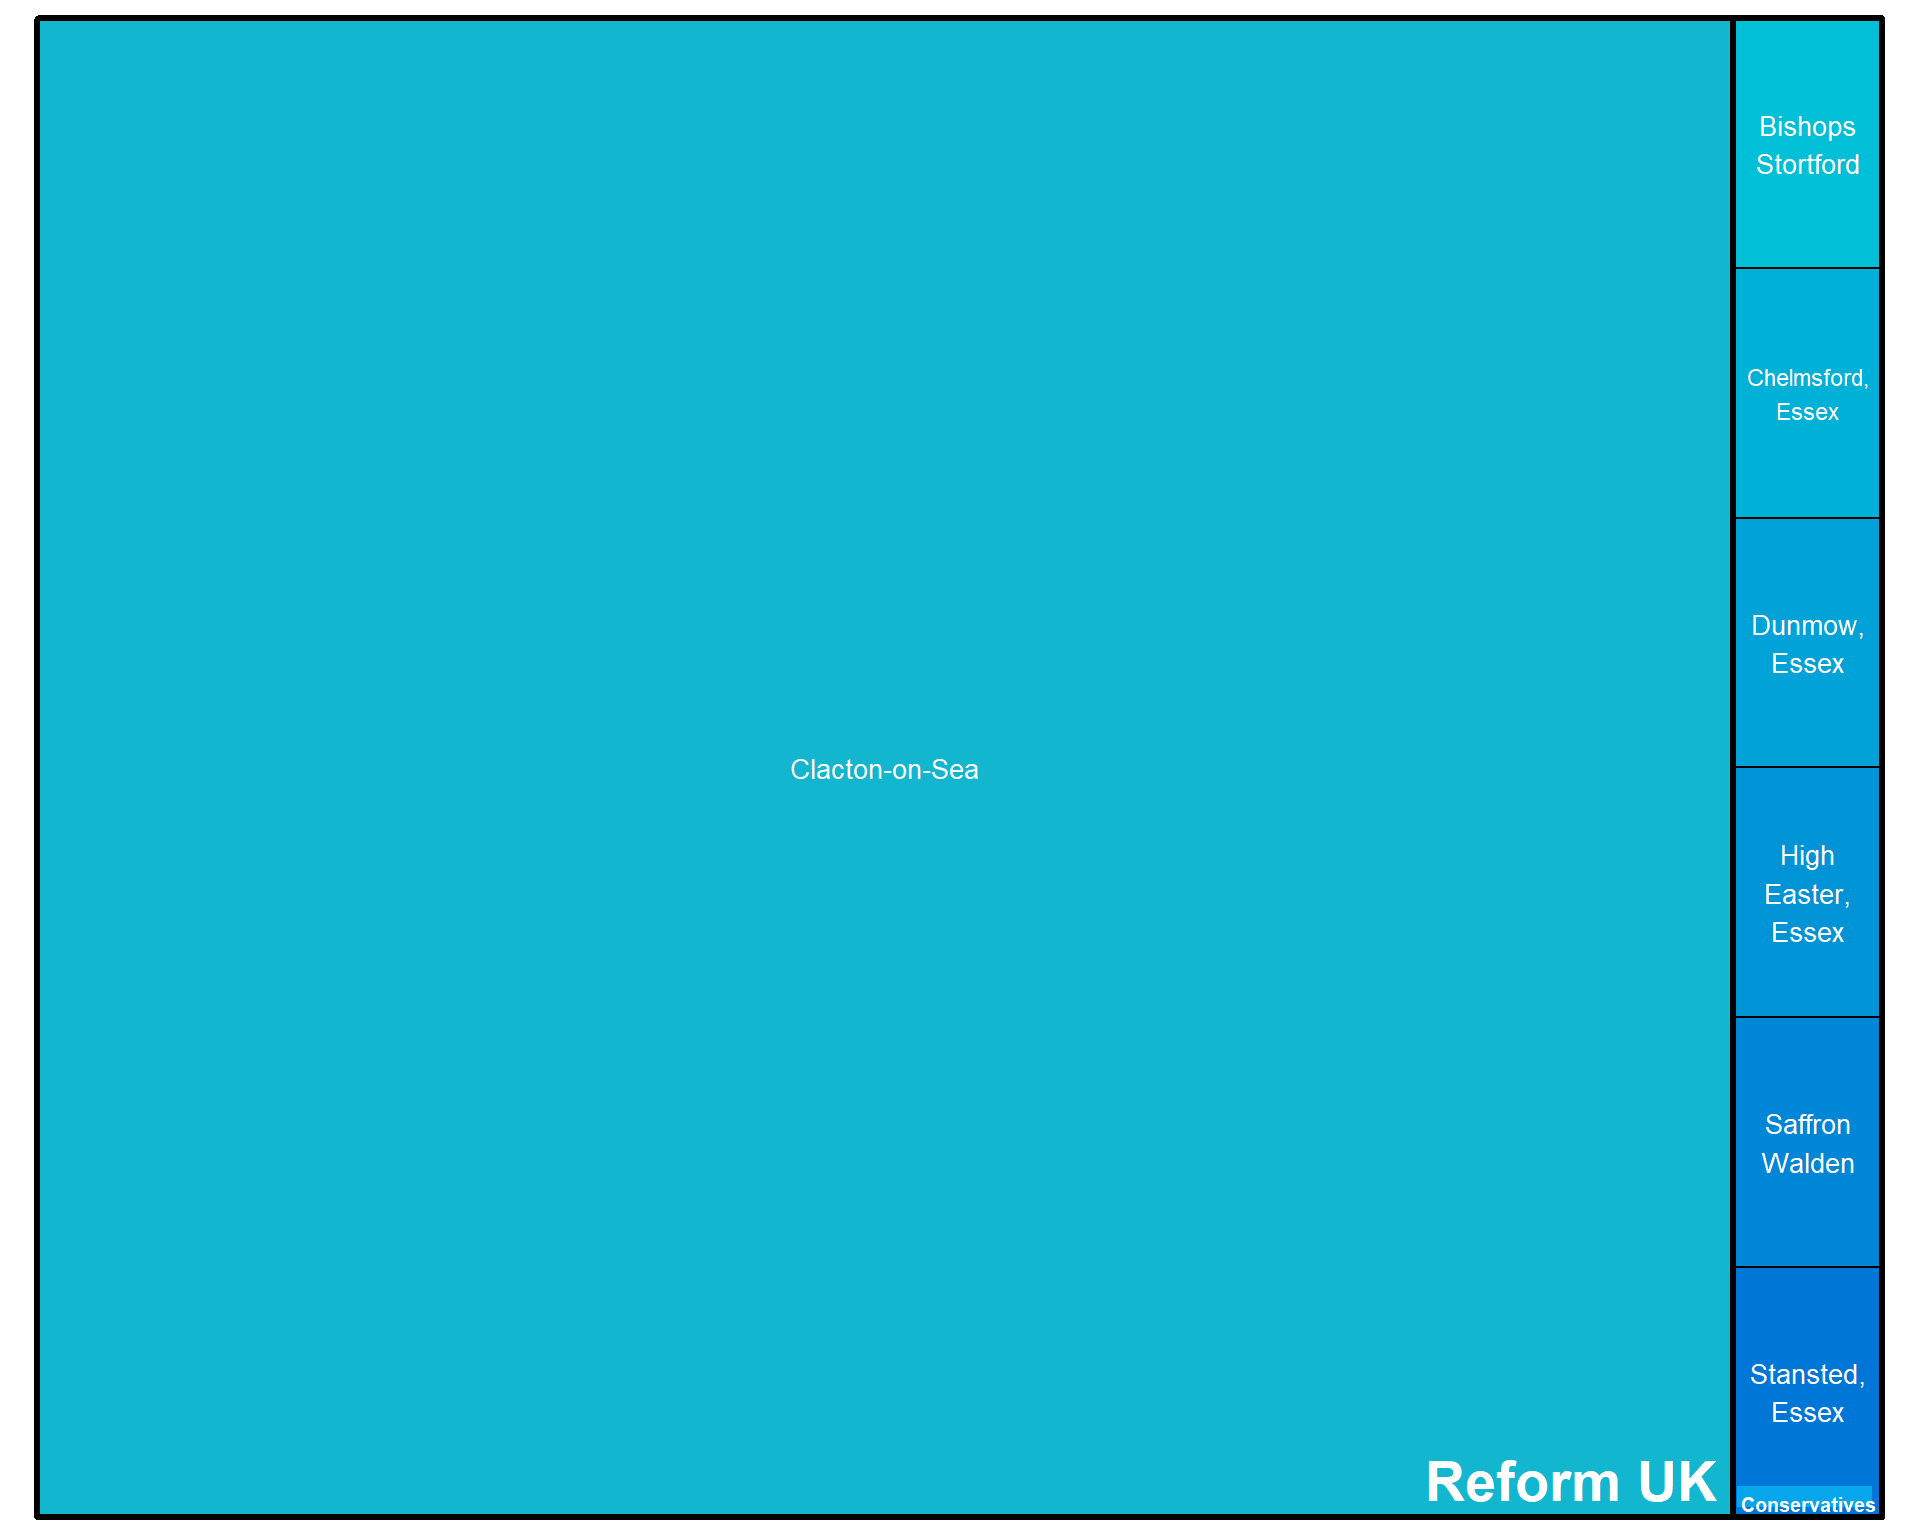 Clacton-on-Sea
Reform UK
Bishops
Stortford
Chelmsford,
Essex
Dunmow,
Essex
High
Easter,
Essex
Saffron
Walden
Stansted,
Essex
Conservatives